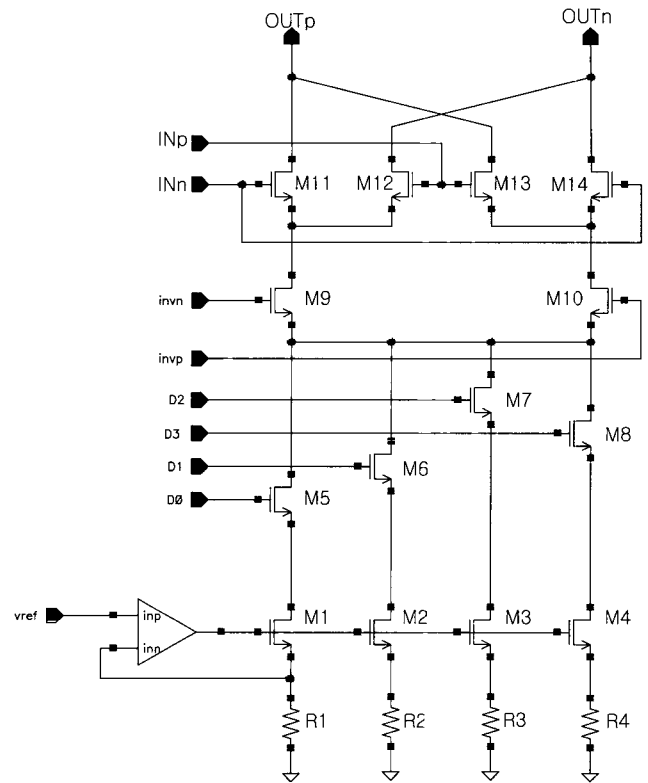 OUTp OUTn
INp
INn M11 M12 M13 M14
invn M9 M10
invp
D2 M7
D3 M8
D1 M6
D0 M5
vref inp M1 M2 M3 M4
inn
R1 R2 R3 R4